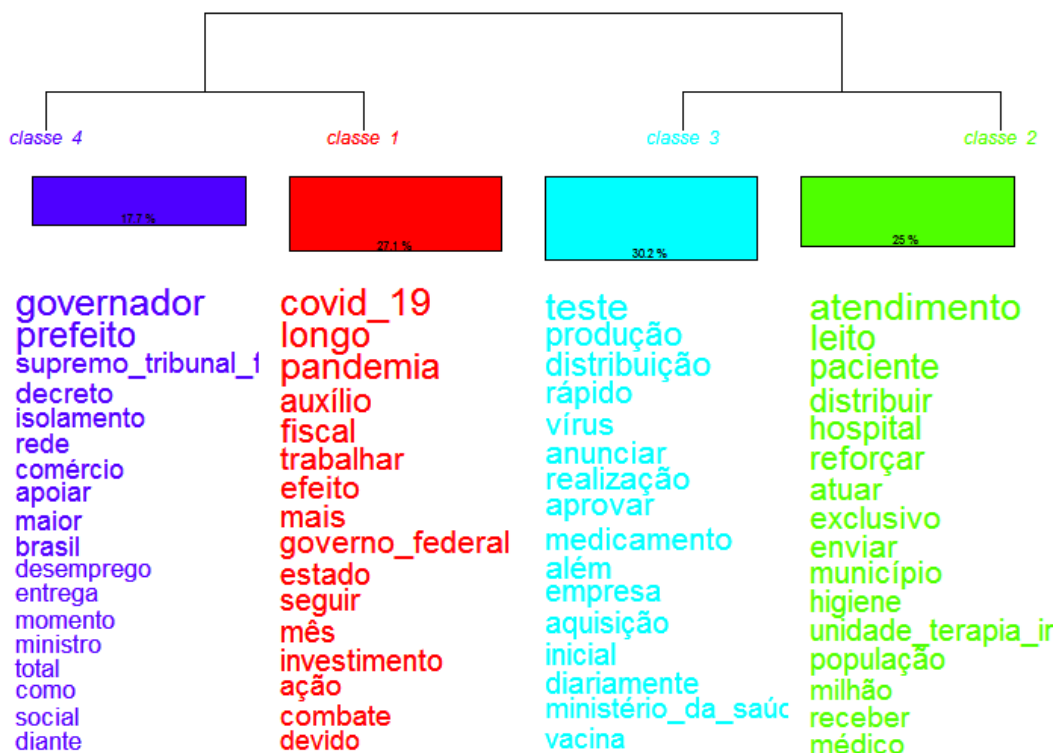 classe 4
classe 1
classe 3
classe 2
17.7 %
27.1 %
30.2 %
25 %
governador
prefeito
supremo_tribunal_f
decreto
isolamento
rede
comércio
apoiar
maior
brasil
desemprego
entrega
momento
ministro
total
como
social
diante
covid_19
longo
pandemia
auxílio
fiscal
trabalhar
efeito
mais
governo_federal
estado
seguir
mês
investimento
ação
combate
devido
teste
produção
distribuição
rápido
vírus
anunciar
realização
aprovar
medicamento
além
empresa
aquisição
inicial
diariamente
ministério_da_saúc
vacina
atendimento
leito
paciente
distribuir
hospital
reforçar
atuar
exclusivo
enviar
município
higiene
unidade_terapia_ir
população
milhão
receber
médico